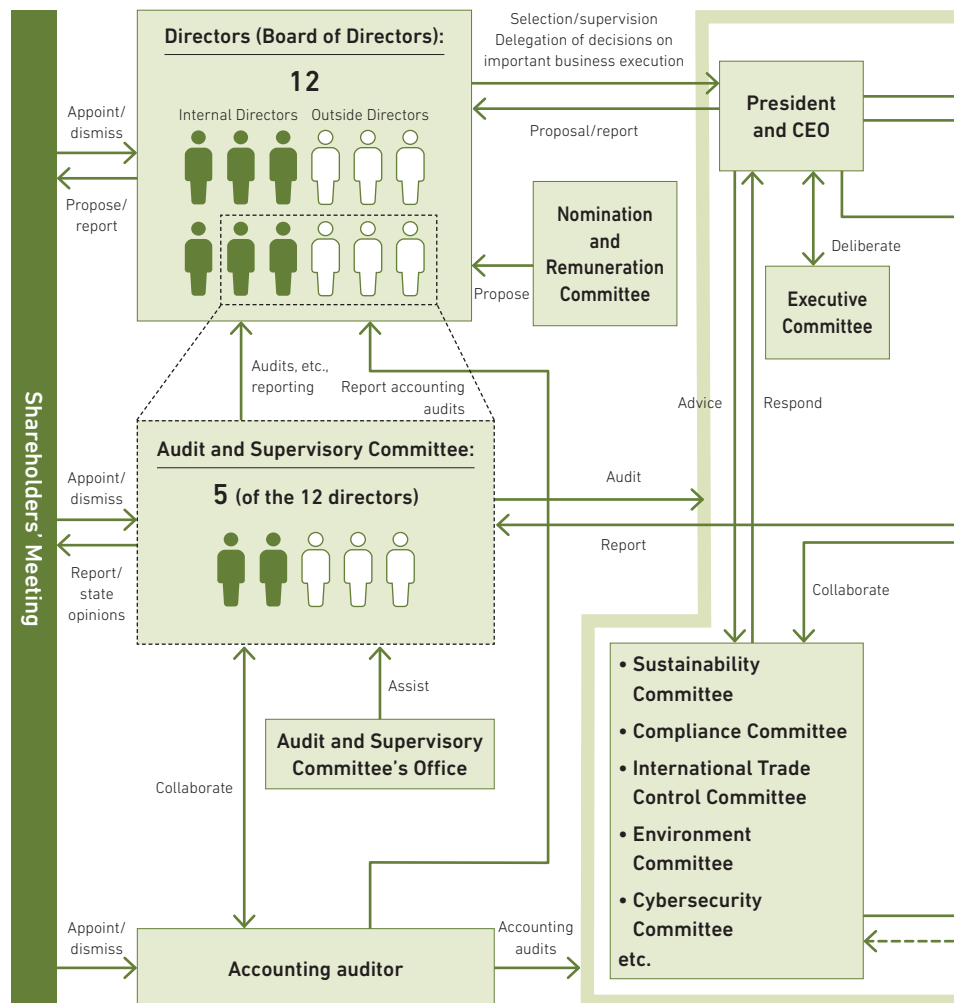 Directors (Board of Directors):
12
Internal Directors
Outside Directors
Selection/supervision
Delegation of decisions on
important business execution
Proposal/report
President
and CEO
Appoint/
dismiss
Propose/
report
Nomination
and
Remuneration
Committee
Propose
Deliberate
Executive
Committee
Audits, etc.,
reporting
Report accounting
audits
Advice
Respond
Shareholders' Meeting
Audit and Supervisory Committee:
5 (of the 12 directors)
Appoint/
dismiss
Report/
state
opinions
Audit
Report
Collaborate
Assist
Audit and Supervisory
Committee's Office
Collaborate
• Sustainability
Committee
• Compliance Committee
• International Trade
Control Committee
• Environment
Committee
• Cybersecurity
Committee
etc.
Appoint/
dismiss
Accounting auditor
Accounting
audits